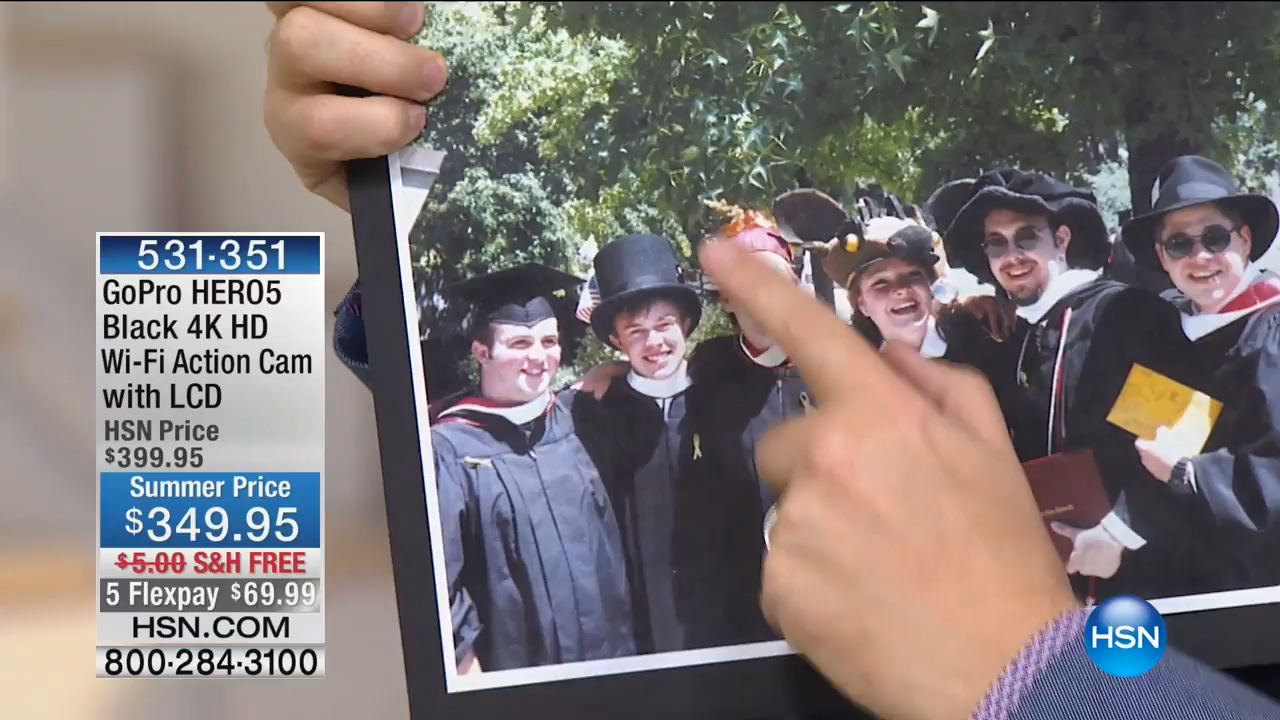 531·351
GoPro HERO5
Black 4K HD
Wi-Fi Action Cam
with LCD
HSN Price
$399.95
Summer Price
$349.95
$5.00 S&H FREE
5 Flexpay $69.99
HSN.COM
800·284·3100
HSN